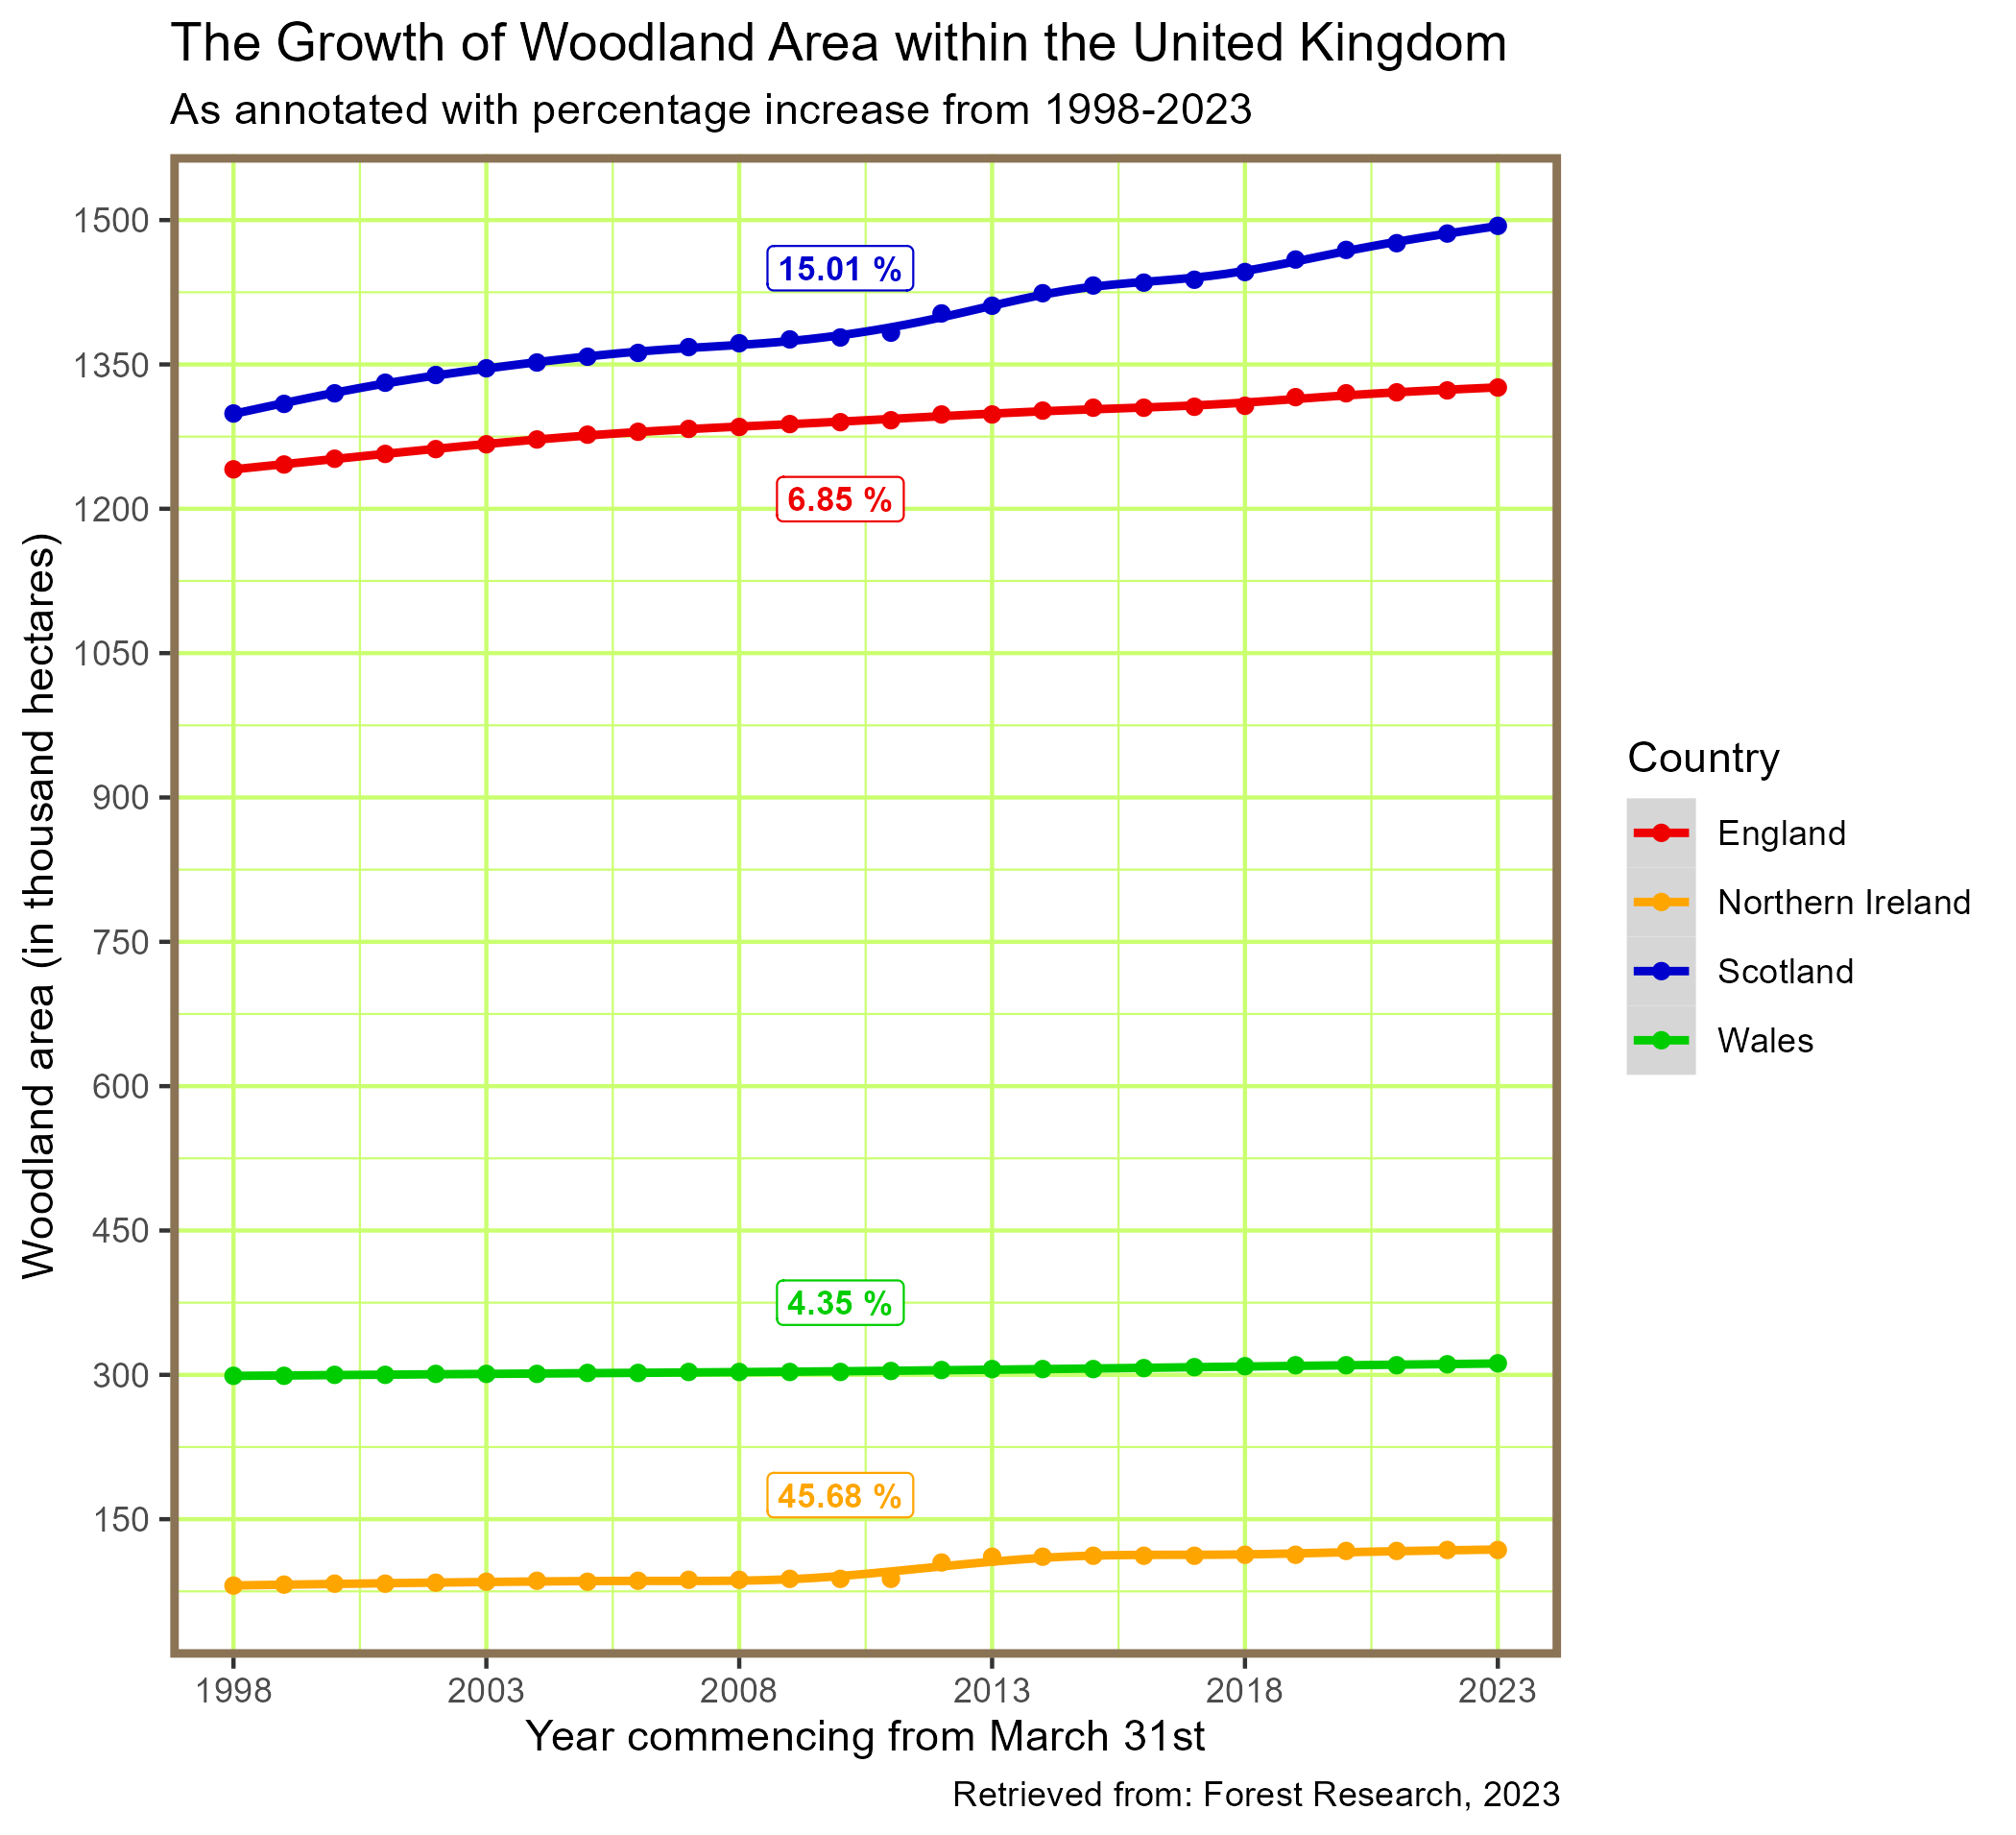 The Growth of Woodland Area within the United Kingdom
As annotated with percentage increase from 1998-2023
Woodland area (in thousand hectares)
1500
1350
1200
1050
900
750
600
450
300
150
15.01 %
6.85 %
4.35 %
45.68 %
1998 2003 2008 2013 2018 2023
Year commencing from March 31st
Country
England
Northern Ireland
Scotland
Wales
Retrieved from: Forest Research, 2023